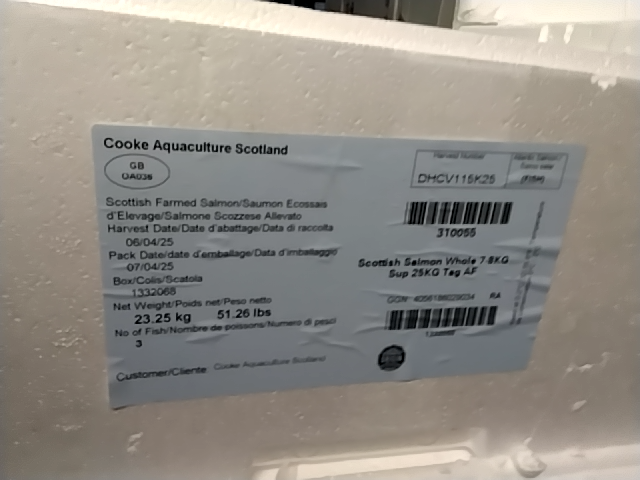 Cooke Aquaculture Scotland
GB
OA036
Harvest Number
DHCV115K25
Scottish Farmed Salmon/Saumon Ecossais
d'Elevage/Salmone Scozzese Allevato
Harvest Date/Date d'abattage/Data di raccolta
06/04/25
Pack Date/date d'emballage/Data d'imballaggio
07/04/25
Box/Colis/Scatola
1332068
Net Weight/Poids net/Peso netto
23.25 kg 51.26 lbs
No of Fish/Nombre de poissons/Numero di pesci
3
Customer/Cliente Cooke Aquaculture Scotland
310055
Scottish Salmon Whole 7-8KG
Sup 25KG Tag AF
GGN: RA